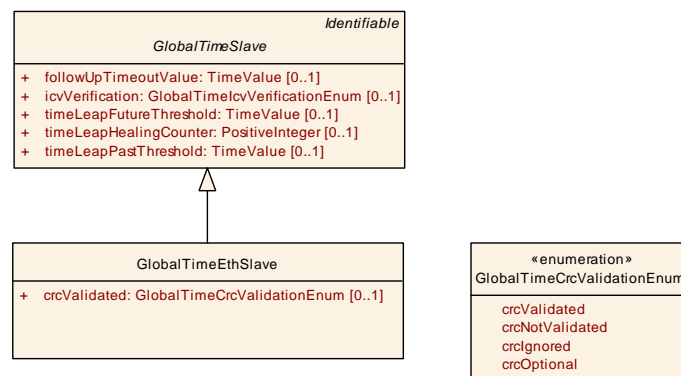 Identifiable
GlobalTimeSlave
+ followUpTimeoutValue: TimeValue [0..1]
+ icvVerification: GlobalTimeIcvVerificationEnum [0..1]
+ timeLeapFutureThreshold: TimeValue [0..1]
+ timeLeapHealingCounter: PositiveInteger [0..1]
+ timeLeapPastThreshold: TimeValue [0..1]
GlobalTimeEthSlave
+ crcValidated: GlobalTimeCrcValidationEnum [0..1]
«enumeration»
GlobalTimeCrcValidationEnum
crcValidated
crcNotValidated
crcIgnored
crcOptional